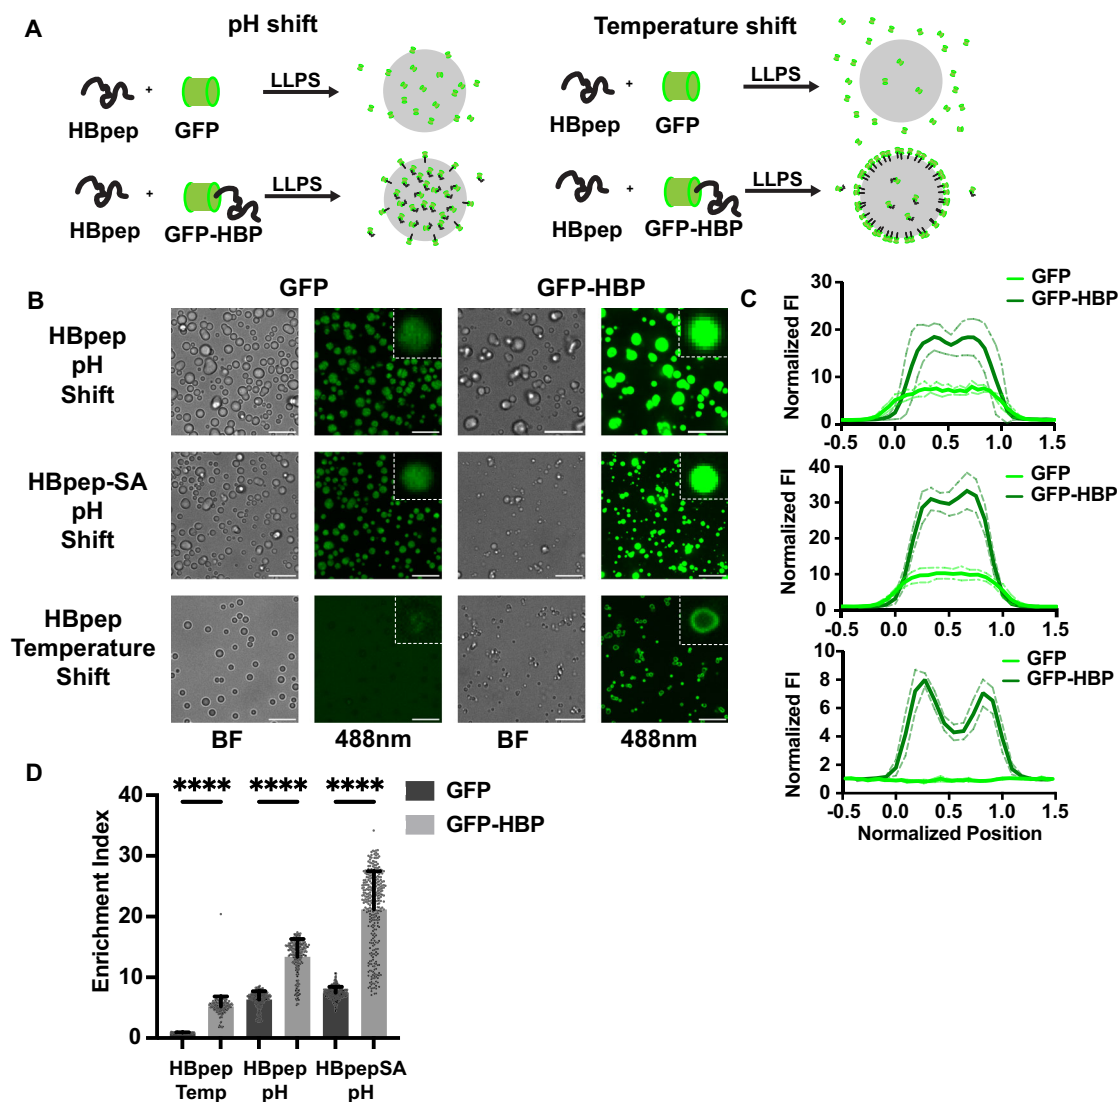 A
pH shift
Temperature shift
HBpep
+
GFP
LLPS
HBpep
+
GFP
LLPS
HBpep
+
GFP-HBP
LLPS
HBpep
+
GFP-HBP
LLPS
B
GFP
GFP-HBP
HBpep
pH
Shift
HBpep-SA
pH
Shift
HBpep
Temperature
Shift
BF
488nm
BF
488nm
C
GFP
GFP-HBP
Normalized FI
30
20
10
0
-0.5
0.0
0.5
1.0
1.5
GFP
GFP-HBP
Normalized FI
40
30
20
10
0
-0.5
0.0
0.5
1.0
1.5
GFP
GFP-HBP
Normalized FI
10
8
6
4
2
0
-0.5
0.0
0.5
1.0
1.5
Normalized Position
D
**** **** ****
GFP
GFP-HBP
Enrichment Index
40
30
20
10
0
HBpep
Temp
HBpep
pH
HBpepSA
pH